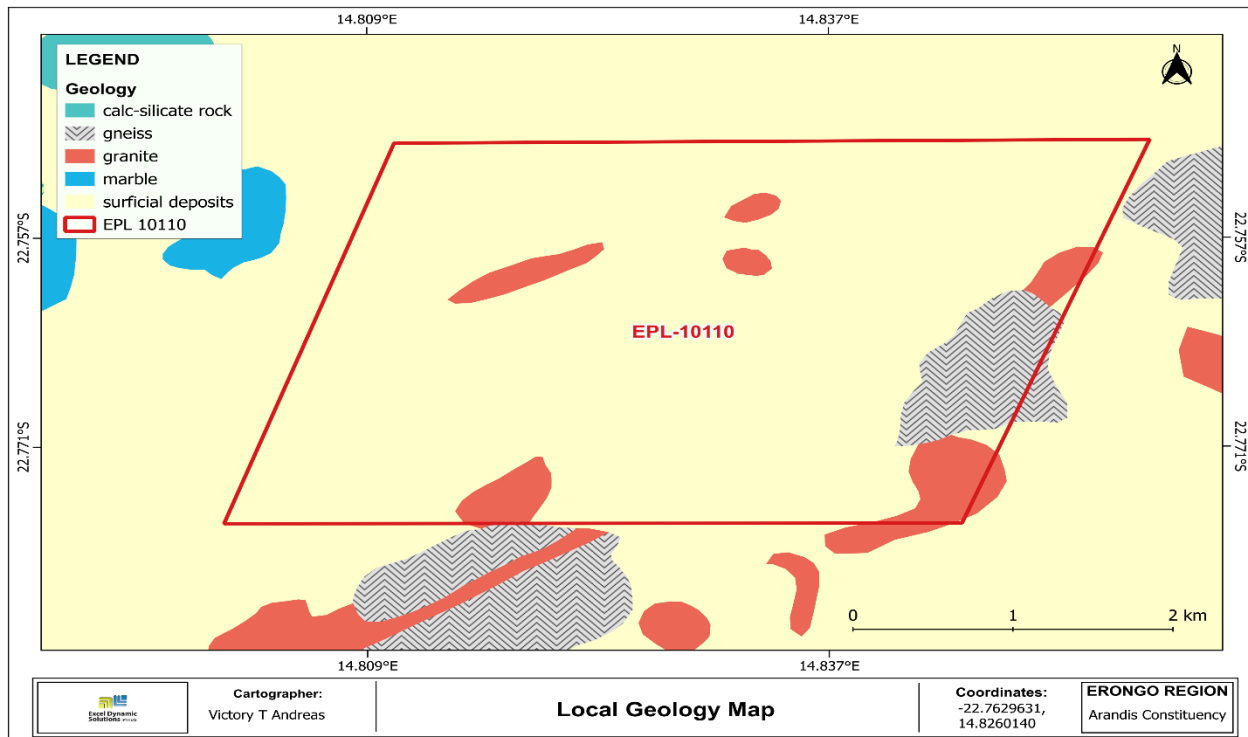 14.809°E
14.837°E
LEGEND
Geology
calc-silicate rock
gneiss
granite
marble
surficial deposits
EPL 10110
N
22.757°S
22.757°S
EPL-10110
22.771°S
22.771°S
0
1
2 km
14.809°E
14.837°E
Excel Dynamic
Solutions
Cartographer:
Victory T Andreas
Local Geology Map
Coordinates:
-22.7629631,
14.8260140
ERONGO REGION
Arandis Constituency